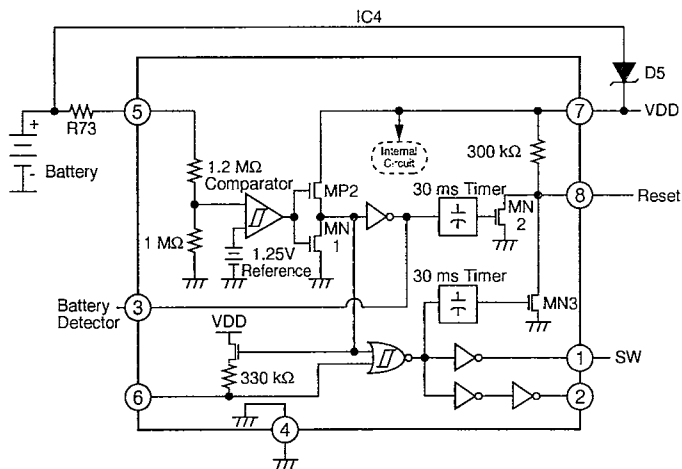 IC4
D5
5
7
VDD
R73
+
-
Battery
1.2 MΩ
Comparator
Internal
Circuit
300 kΩ
MP2
30 ms Timer
8
Reset
MN
1
MN
2
1 MΩ
1.25V
Reference
30 ms Timer
Battery
Detector
3
MN3
VDD
1
SW
330 kΩ
6
2
4